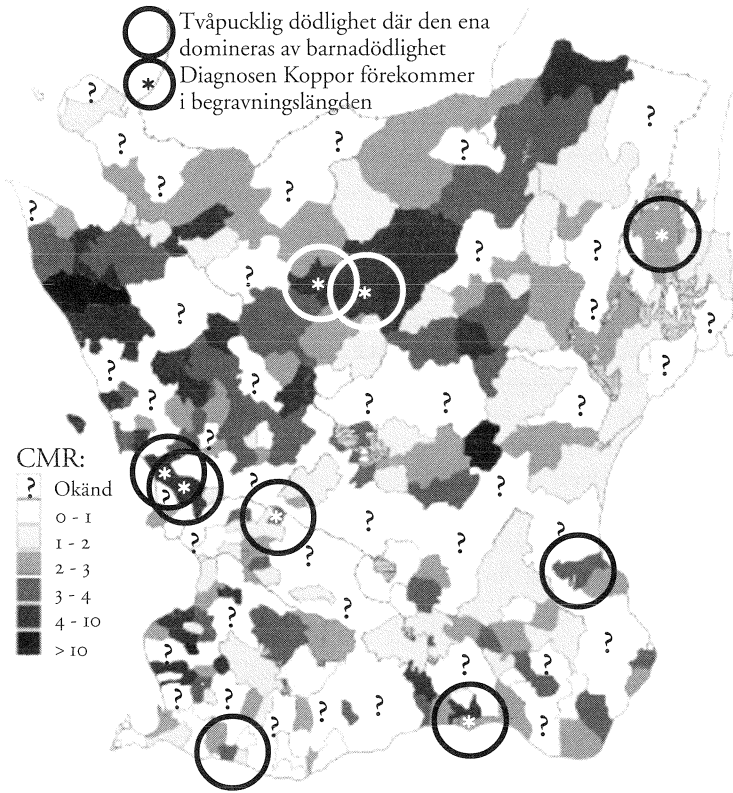 Tvåpucklig dödlighet där den ena
domineras av barnadödlighet
* Diagnosen Koppor förekommer
i begravningslängden
CMR:
? Okänd
0 - 1
1 - 2
2 - 3
3 - 4
4 - 10
> 10